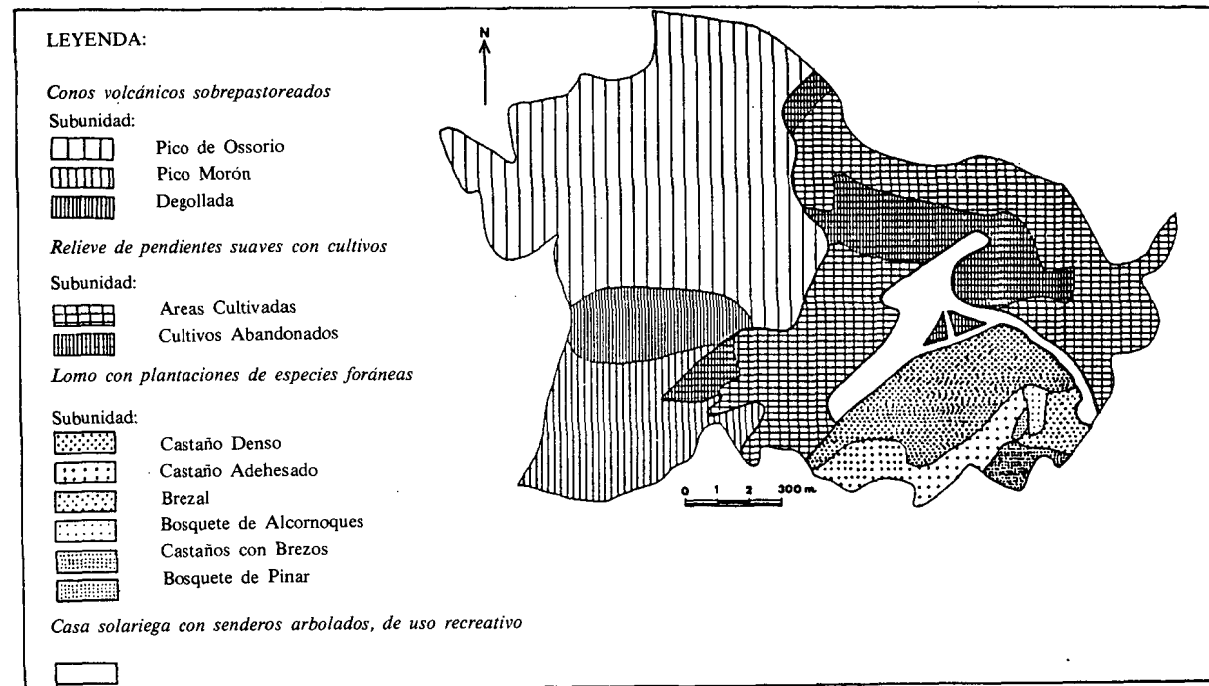 LEYENDA:
N
Conos volcánicos sobrepastoreados
Subunidad:
Pico de Ossorio
Pico Morón
Degollada
Relieve de pendientes suaves con cultivos
Subunidad:
Areas Cultivadas
Cultivos Abandonados
Lomo con plantaciones de especies foráneas
Subunidad:
Castaño Denso
Castaño Adehesado
Brezal
Bosquete de Alcornoques
Castaños con Brezos
Bosquete de Pinar
Casa solariega con senderos arbolados, de uso recreativo
0 1 2 300 m.